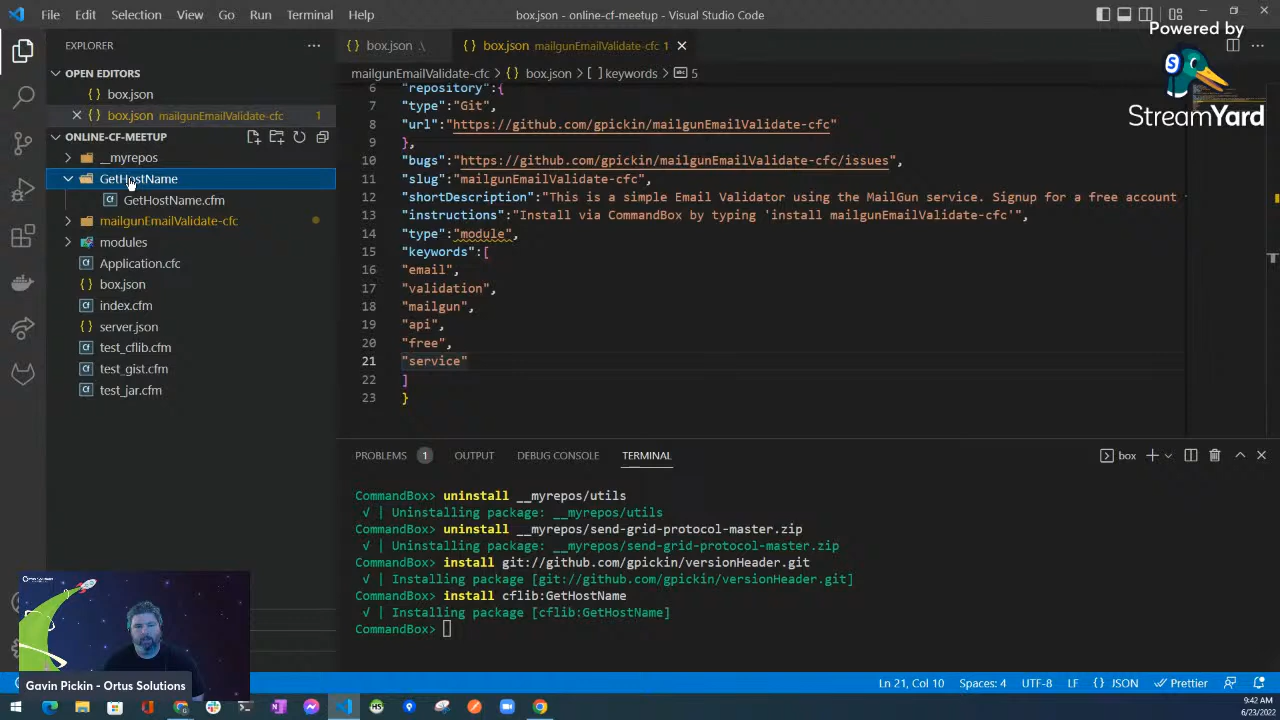 File Edit Selection View Go Run Terminal Help
box.json - online-cf-meetup - Visual Studio Code
Powered by
StreamYard
EXPLORER
OPEN EDITORS
box.json
box.json mailgunEmailValidate-cfc 1
ONLINE-CF-MEETUP
__myrepos
GetHostName
GetHostName.cfm
mailgunEmailValidate-cfc
modules
Application.cfc
box.json
index.cfm
server.json
test_cflib.cfm
test_gist.cfm
test_jar.cfm
box.json .\
box.json mailgunEmailValidate-cfc 1
mailgunEmailValidate-cfc > box.json > [ ] keywords > abc 5
6 "repository":{
7 "type":"Git",
8 "url":"https://github.com/gpickin/mailgunEmailValidate-cfc"
9 },
10 "bugs":"https://github.com/gpickin/mailgunEmailValidate-cfc/issues",
11 "slug":"mailgunEmailValidate-cfc",
12 "shortDescription":"This is a simple Email Validator using the MailGun service. Signup for a free account
13 "instructions":"Install via CommandBox by typing 'install mailgunEmailValidate-cfc'",
14 "type":"module",
15 "keywords":[
16 "email",
17 "validation",
18 "mailgun",
19 "api",
20 "free",
21 "service"
22 ]
23 }
PROBLEMS 1 OUTPUT DEBUG CONSOLE TERMINAL
box
CommandBox> uninstall __myrepos/utils
√ | Uninstalling package: __myrepos/utils
CommandBox> uninstall __myrepos/send-grid-protocol-master.zip
√ | Uninstalling package: __myrepos/send-grid-protocol-master.zip
CommandBox> install git://github.com/gpickin/versionHeader.git
√ | Installing package [git://github.com/gpickin/versionHeader.git]
CommandBox> install cflib:GetHostName
√ | Installing package [cflib:GetHostName]
CommandBox>
Gavin Pickin - Ortus Solutions
Ln 21, Col 10 Spaces: 4 UTF-8 LF { } JSON Prettier
9:42 AM
6/23/2022